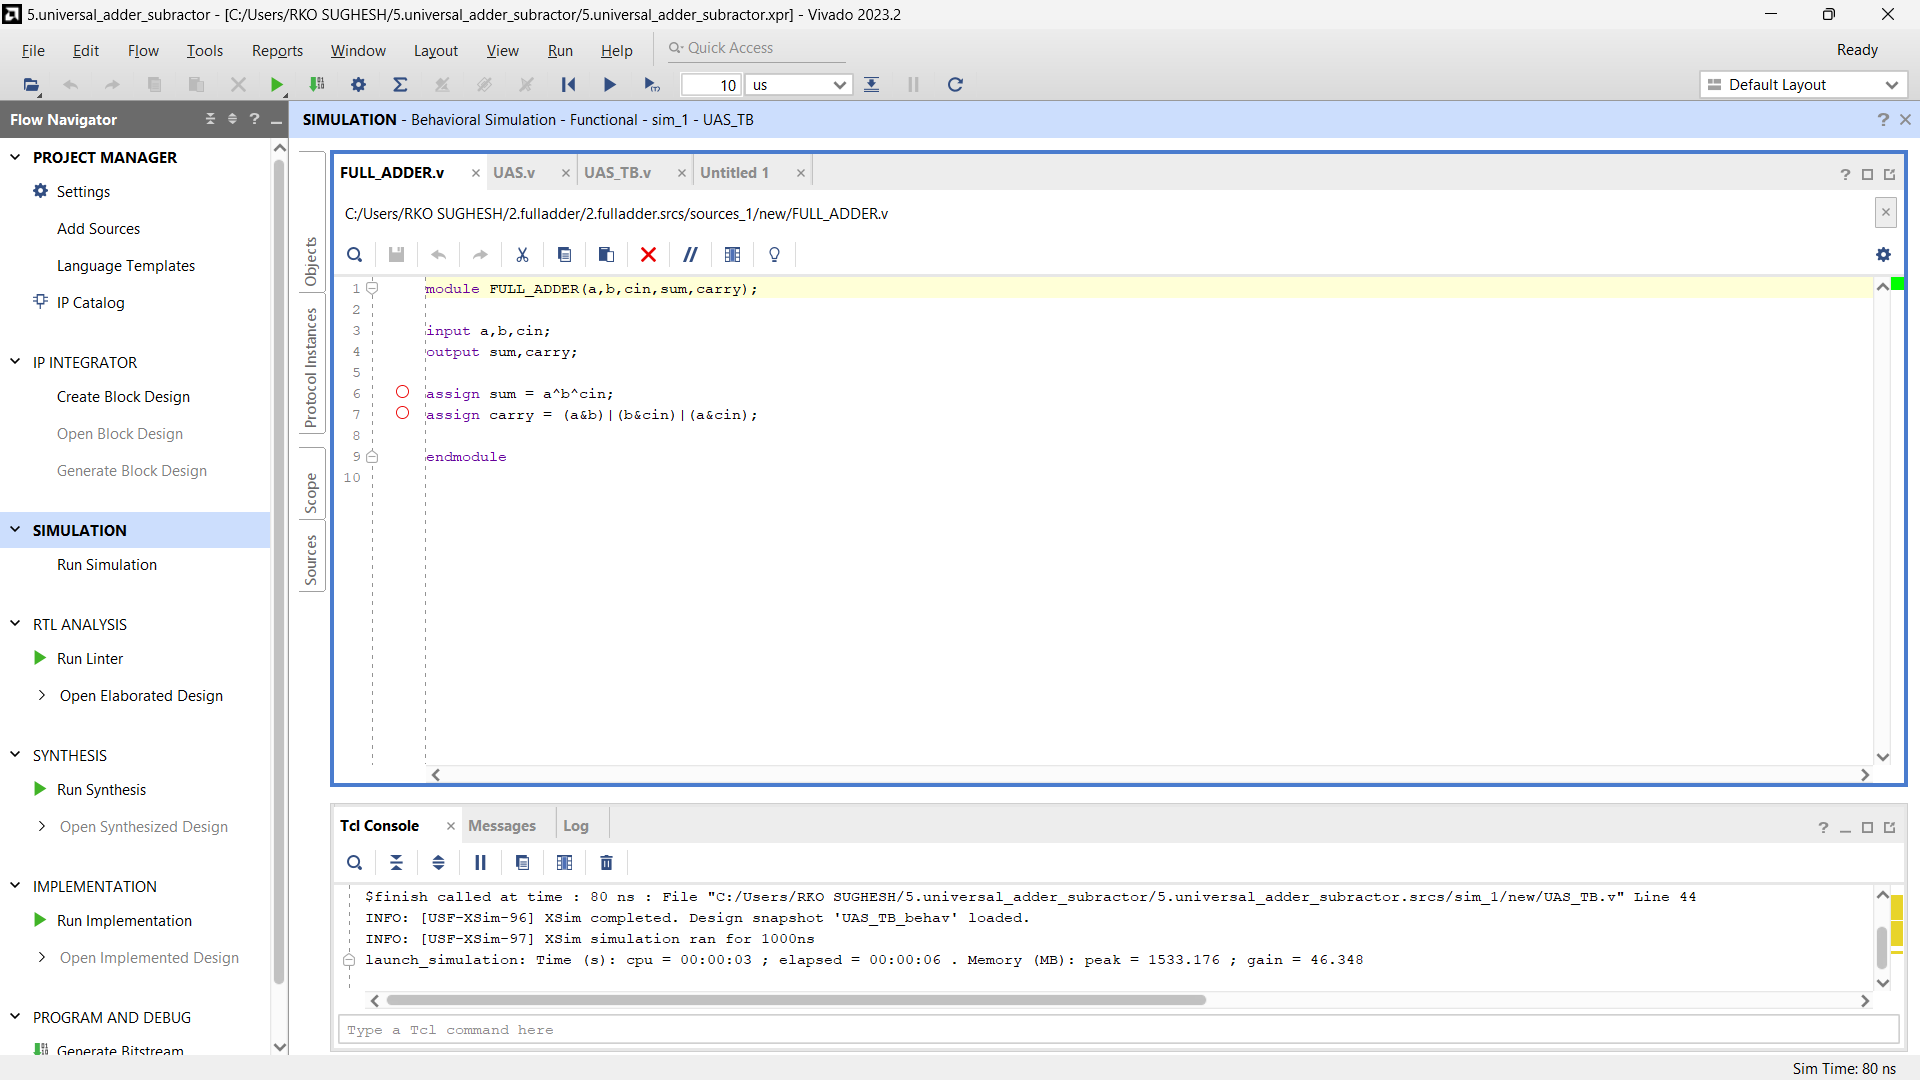 5.universal_adder_subractor - [C:/Users/RKO SUGHESH/5.universal_adder_subractor/5.universal_adder_subractor.xpr] - Vivado 2023.2
File Edit Flow Tools Reports Window Layout View Run Help Quick Access Ready
10 us Default Layout
Flow Navigator
SIMULATION - Behavioral Simulation - Functional - sim_1 - UAS_TB
PROJECT MANAGER
Settings
Add Sources
Language Templates
IP Catalog
IP INTEGRATOR
Create Block Design
Open Block Design
Generate Block Design
SIMULATION
Run Simulation
RTL ANALYSIS
Run Linter
Open Elaborated Design
SYNTHESIS
Run Synthesis
Open Synthesized Design
IMPLEMENTATION
Run Implementation
Open Implemented Design
PROGRAM AND DEBUG
Generate Bitstream
Objects
Protocol Instances
Scope
Sources
FULL_ADDER.v UAS.v UAS_TB.v Untitled 1
C:/Users/RKO SUGHESH/2.fulladder/2.fulladder.srcs/sources_1/new/FULL_ADDER.v
1 module FULL_ADDER(a,b,cin,sum,carry);
2
3 input a,b,cin;
4 output sum,carry;
5
6 assign sum = a^b^cin;
7 assign carry = (a&b)|(b&cin)|(a&cin);
8
9 endmodule
10
Tcl Console Messages Log
$finish called at time : 80 ns : File "C:/Users/RKO SUGHESH/5.universal_adder_subractor/5.universal_adder_subractor.srcs/sim_1/new/UAS_TB.v" Line 44
INFO: [USF-XSim-96] XSim completed. Design snapshot 'UAS_TB_behav' loaded.
INFO: [USF-XSim-97] XSim simulation ran for 1000ns
launch_simulation: Time (s): cpu = 00:00:03 ; elapsed = 00:00:06 . Memory (MB): peak = 1533.176 ; gain = 46.348
Type a Tcl command here
Sim Time: 80 ns